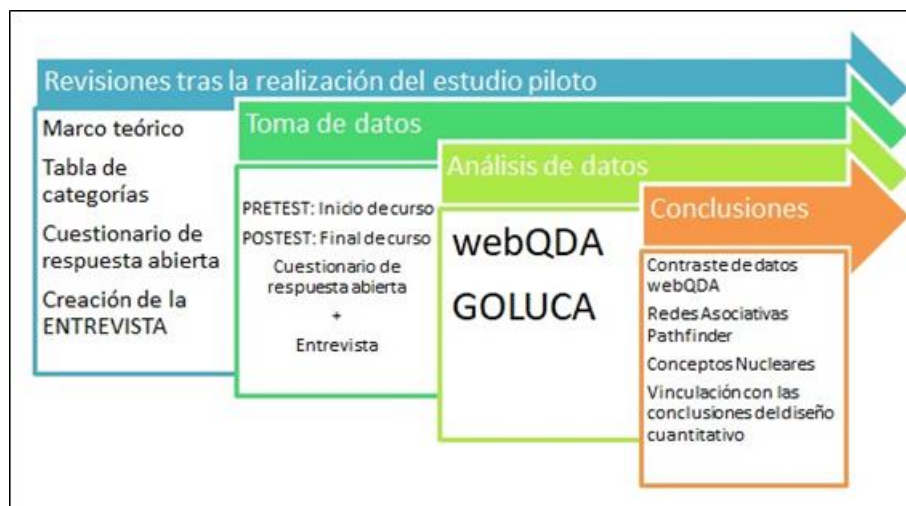 Revisiones tras la realización del estudio piloto
Marco teórico
Tabla de
categorías
Cuestionario de
respuesta abierta
Creación de la
ENTREVISTA
Toma de datos
PRETEST: Inicio de curso
POSTEST: Final de curso
Cuestionario de
respuesta abierta
+
Entrevista
Análisis de datos
webQDA
GOLUCA
Conclusiones
Contraste de datos
webQDA
Redes Asociativas
Pathfinder
Conceptos Nucleares
Vinculación con las
conclusiones del diseño
cuantitativo